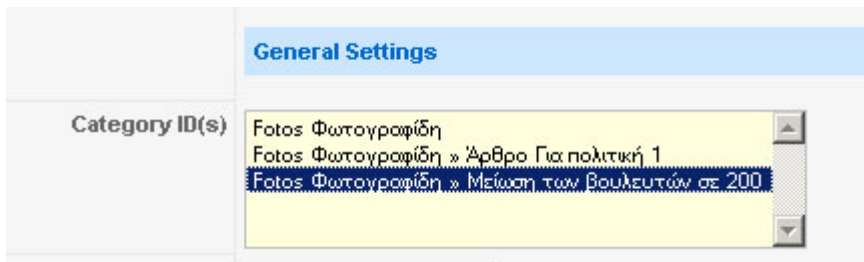 General Settings
Category ID(s)
Fotos Φωτογραφίδη
Fotos Φωτογραφίδη » Άρθρο Για πολιτική 1
Fotos Φωτογραφίδη » Μείωση των βουλευτών σε 200